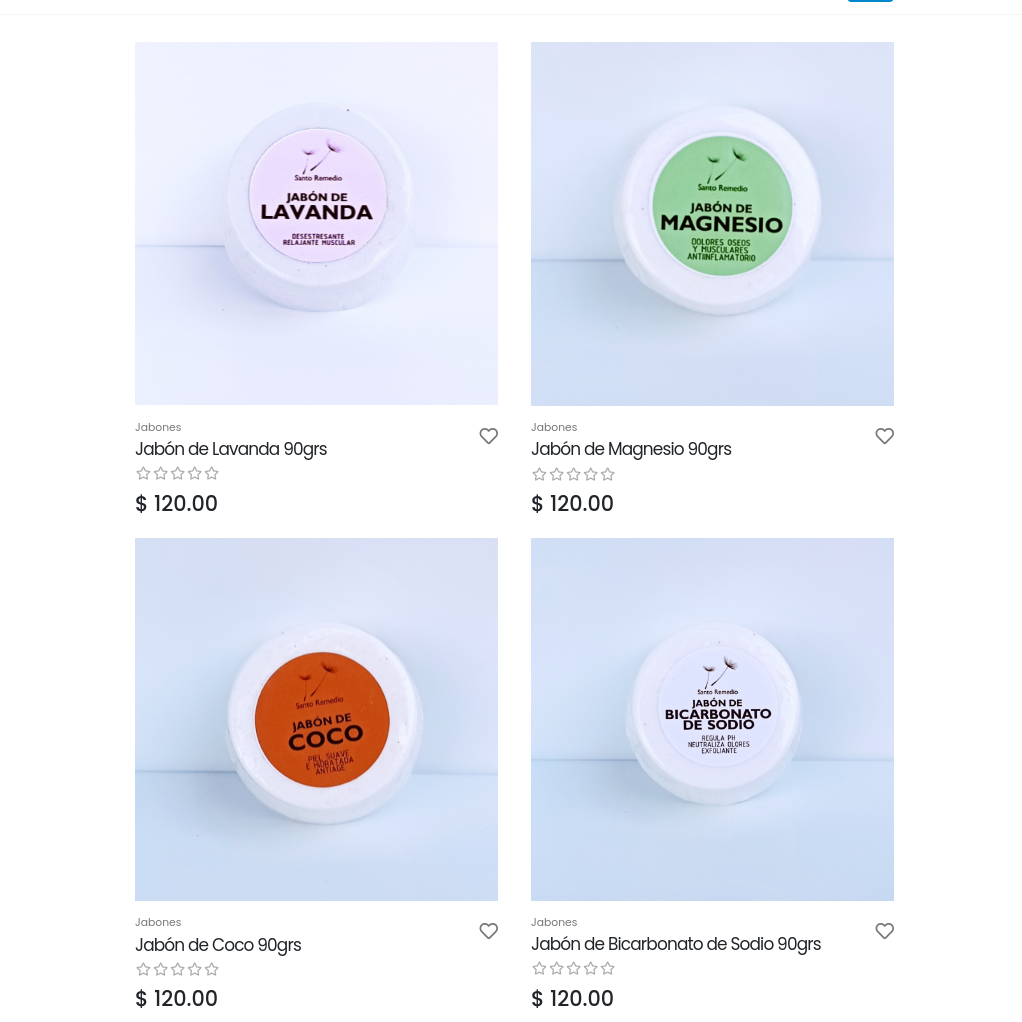 Santo Remedio
JABÓN DE
LAVANDA
DESESTRESANTE
RELAJANTE MUSCULAR
Jabones
Jabón de Lavanda 90grs
$ 120.00
Santo Remedio
JABÓN DE
MAGNESIO
DOLORES OSEOS
Y MUSCULARES
ANTIINFLAMATORIO
Jabones
Jabón de Magnesio 90grs
$ 120.00
Santo Remedio
JABÓN DE
COCO
PIEL SUAVE
E HIDRATADA
ANTIAGE
Jabones
Jabón de Coco 90grs
$ 120.00
Santo Remedio
JABÓN DE
BICARBONATO
DE SODIO
REGULA PH
NEUTRALIZA OLORES
EXFOLIANTE
Jabones
Jabón de Bicarbonato de Sodio 90grs
$ 120.00